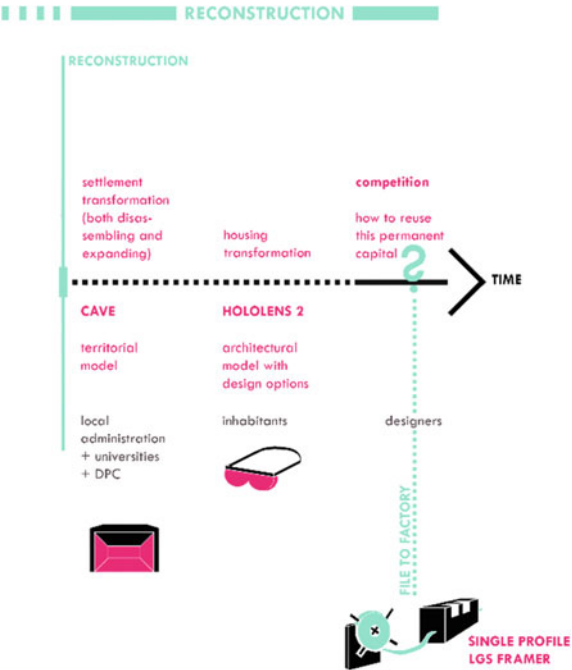 RECONSTRUCTION
RECONSTRUCTION
settlement
transformation
(both disas-
sembling and
expanding)
housing
transformation
competition
how to reuse
this permanent
capital
TIME
CAVE
territorial
model
HOLOLENS 2
architectural
model with
design options
local
administration
+ universities
+ DPC
inhabitants
designers
FILE TO FACTORY
SINGLE PROFILE
LGS FRAMER